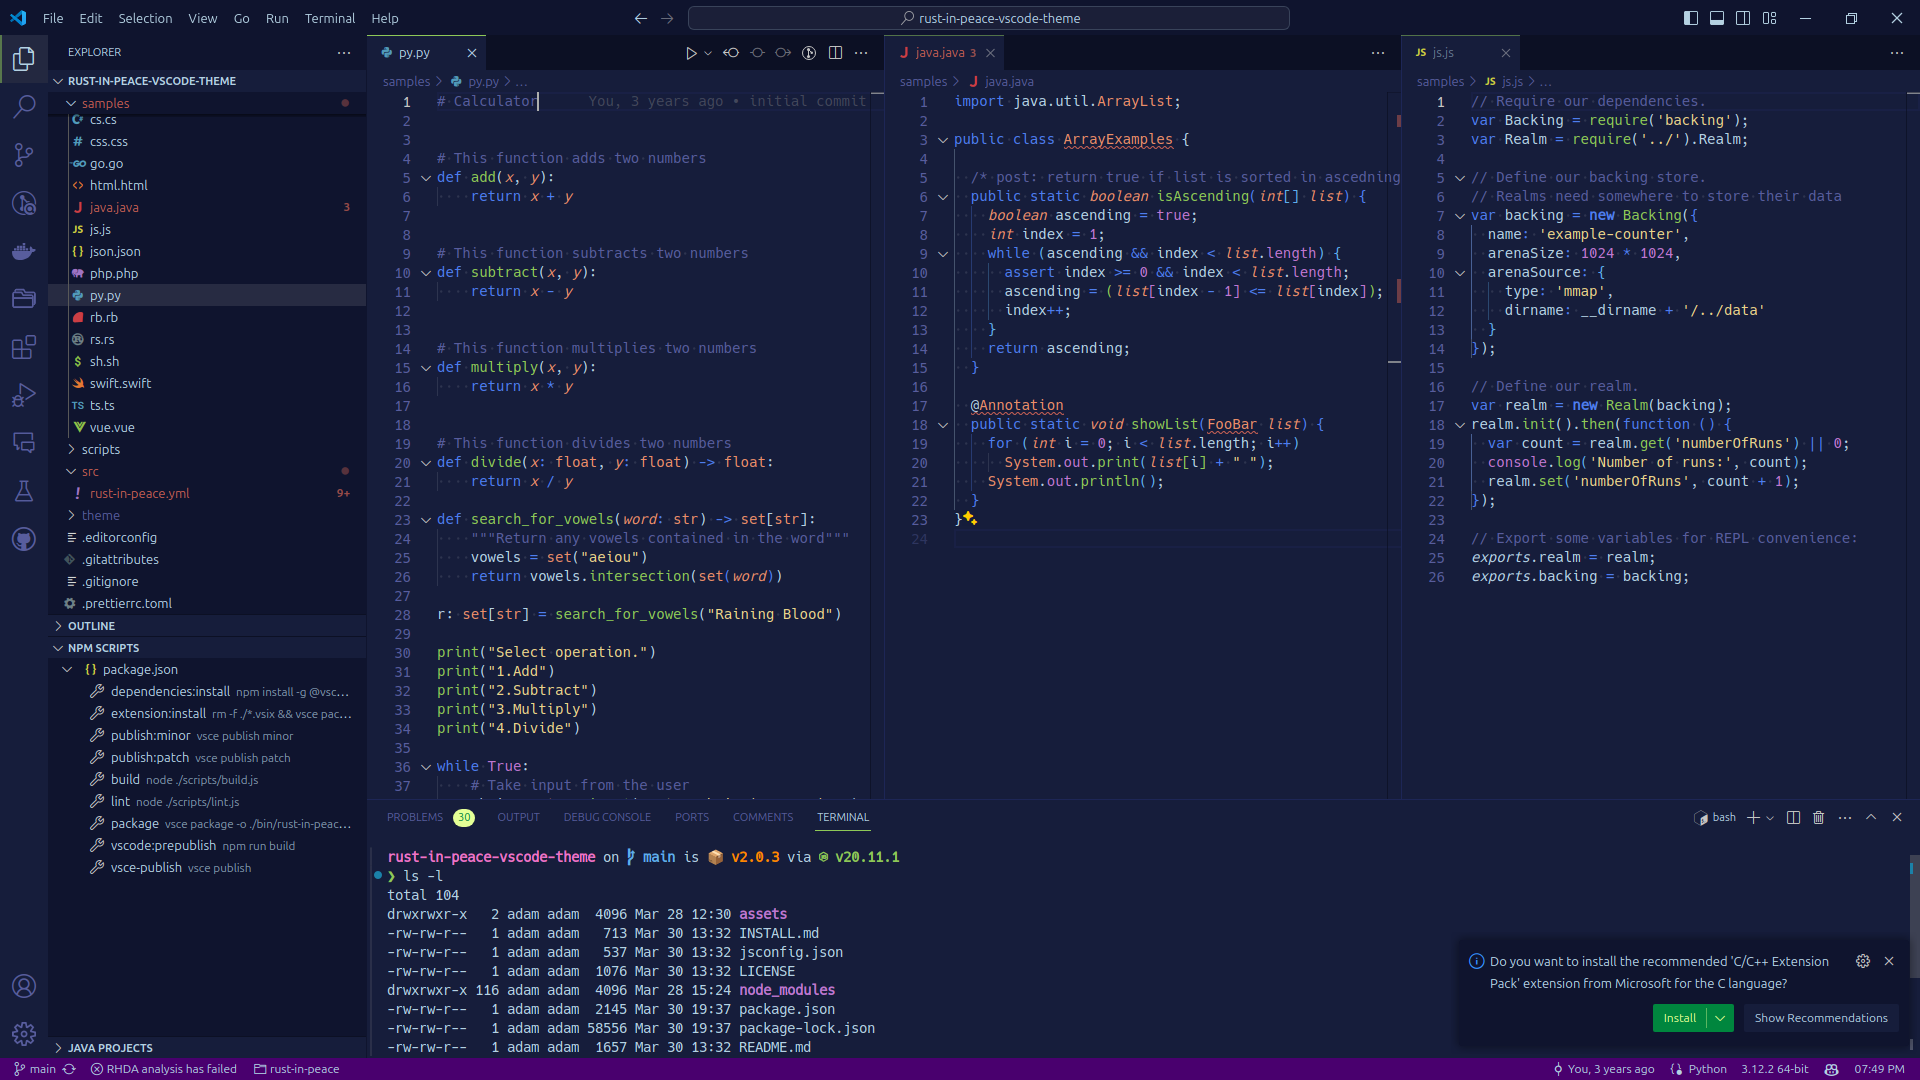 File Edit Selection View Go Run Terminal Help
rust-in-peace-vscode-theme
EXPLORER
RUST-IN-PEACE-VSCODE-THEME
samples
cs.cs
css.css
go.go
html.html
java.java 3
js.js
json.json
php.php
py.py
rb.rb
rs.rs
sh.sh
swift.swift
ts.ts
vue.vue
scripts
src
rust-in-peace.yml 9+
theme
.editorconfig
.gitattributes
.gitignore
.prettierrc.toml
OUTLINE
NPM SCRIPTS
package.json
dependencies:install npm install -g @vsc...
extension:install rm -f ./*.vsix && vsce pac...
publish:minor vsce publish minor
publish:patch vsce publish patch
build node ./scripts/build.js
lint node ./scripts/lint.js
package vsce package -o ./bin/rust-in-peac...
vscode:prepublish npm run build
vsce-publish vsce publish
JAVA PROJECTS
py.py
samples > py.py > ...
1 # Calculator You, 3 years ago • initial commit
2
3
4 # This function adds two numbers
5 def add(x, y):
6 return x + y
7
8
9 # This function subtracts two numbers
10 def subtract(x, y):
11 return x - y
12
13
14 # This function multiplies two numbers
15 def multiply(x, y):
16 return x * y
17
18
19 # This function divides two numbers
20 def divide(x: float, y: float) -> float:
21 return x / y
22
23 def search_for_vowels(word: str) -> set[str]:
24 """Return any vowels contained in the word"""
25 vowels = set("aeiou")
26 return vowels.intersection(set(word))
27
28 r: set[str] = search_for_vowels("Raining Blood")
29
30 print("Select operation.")
31 print("1.Add")
32 print("2.Subtract")
33 print("3.Multiply")
34 print("4.Divide")
35
36 while True:
37 # Take input from the user
java.java 3
samples > java.java
1 import java.util.ArrayList;
2
3 public class ArrayExamples {
4
5 /* post: return true if list is sorted in ascedning
6 public static boolean isAscending(int[] list) {
7 boolean ascending = true;
8 int index = 1;
9 while (ascending && index < list.length) {
10 assert index >= 0 && index < list.length;
11 ascending = (list[index - 1] <= list[index]);
12 index++;
13 }
14 return ascending;
15 }
16
17 @Annotation
18 public static void showList(FooBar list) {
19 for (int i = 0; i < list.length; i++)
20 System.out.print(list[i] + " ");
21 System.out.println();
22 }
23 }
24
JS js.js
samples > JS js.js > ...
1 // Require our dependencies.
2 var Backing = require('backing');
3 var Realm = require('../').Realm;
4
5 // Define our backing store.
6 // Realms need somewhere to store their data
7 var backing = new Backing({
8 name: 'example-counter',
9 arenaSize: 1024 * 1024,
10 arenaSource: {
11 type: 'mmap',
12 dirname: __dirname + '/../data'
13 }
14 });
15
16 // Define our realm.
17 var realm = new Realm(backing);
18 realm.init().then(function () {
19 var count = realm.get('numberOfRuns') || 0;
20 console.log('Number of runs:', count);
21 realm.set('numberOfRuns', count + 1);
22 });
23
24 // Export some variables for REPL convenience:
25 exports.realm = realm;
26 exports.backing = backing;
PROBLEMS 30 OUTPUT DEBUG CONSOLE PORTS COMMENTS TERMINAL
bash
rust-in-peace-vscode-theme on main is 📦 v2.0.3 via v20.11.1
❯ ls -l
total 104
drwxrwxr-x 2 adam adam 4096 Mar 28 12:30 assets
-rw-rw-r-- 1 adam adam 713 Mar 30 13:32 INSTALL.md
-rw-rw-r-- 1 adam adam 537 Mar 30 13:32 jsconfig.json
-rw-rw-r-- 1 adam adam 1076 Mar 30 13:32 LICENSE
drwxrwxr-x 116 adam adam 4096 Mar 28 15:24 node_modules
-rw-rw-r-- 1 adam adam 2145 Mar 30 19:37 package.json
-rw-rw-r-- 1 adam adam 58556 Mar 30 19:37 package-lock.json
-rw-rw-r-- 1 adam adam 1657 Mar 30 13:32 README.md
Do you want to install the recommended 'C/C++ Extension
Pack' extension from Microsoft for the C language?
Install Show Recommendations
main RHDA analysis has failed rust-in-peace
You, 3 years ago Python 3.12.2 64-bit 07:49 PM